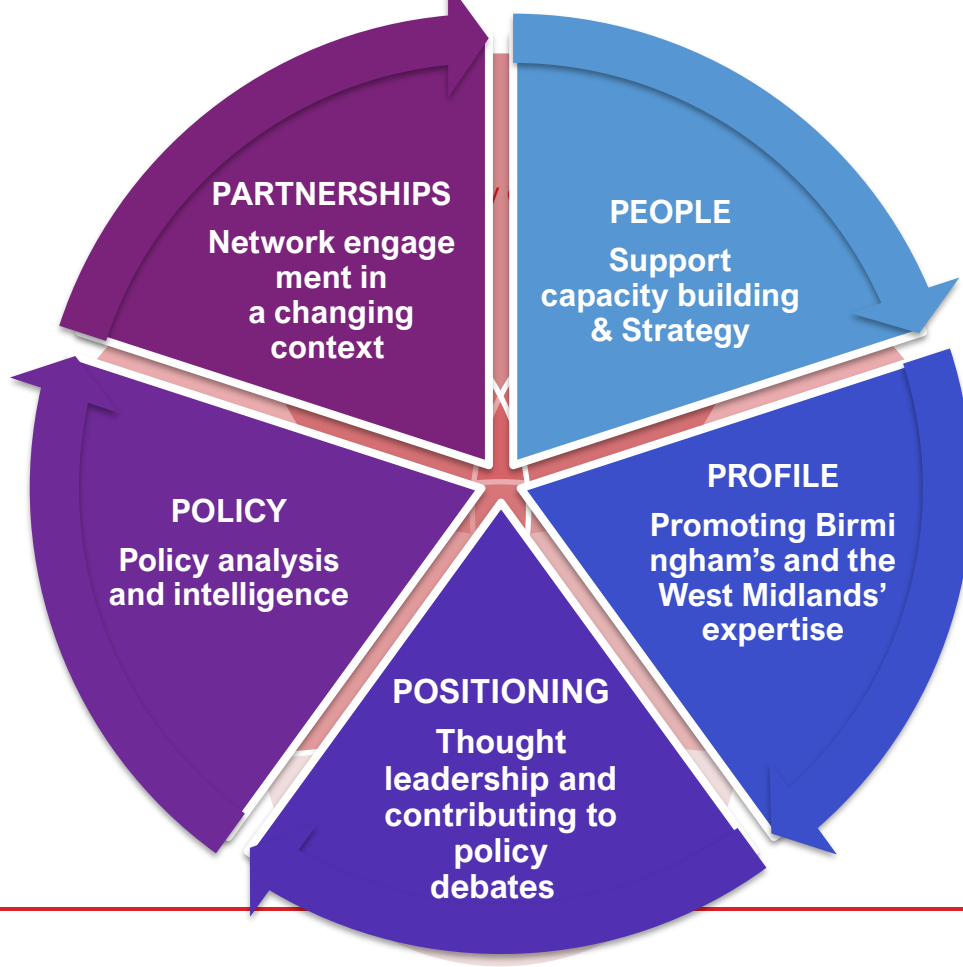 PARTNERSHIPS
Network engage
ment in
a changing
context
PEOPLE
Support
capacity building
& Strategy
PROFILE
Promoting Birmi
ngham’s and the
West Midlands’
expertise
POSITIONING
Thought
leadership and
contributing to
policy
debates
POLICY
Policy analysis
and intelligence